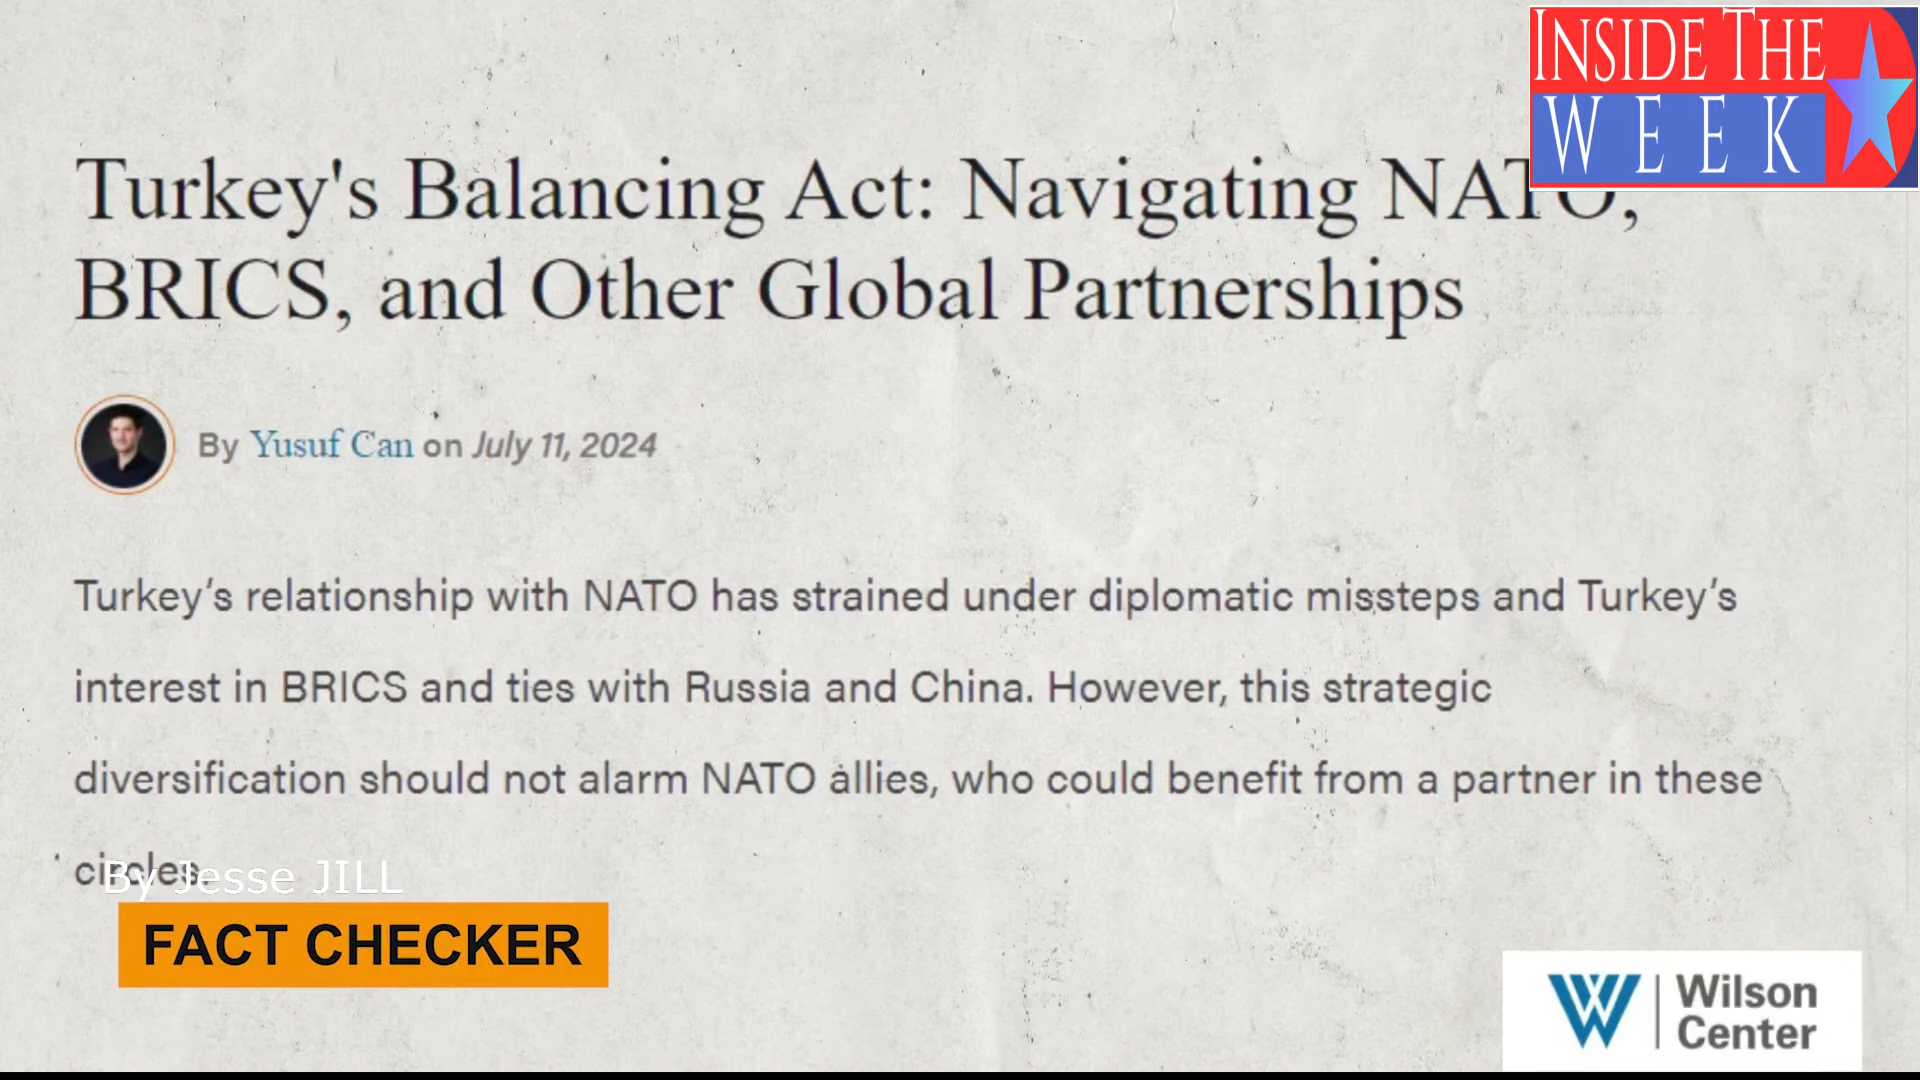 INSIDE THE
WEEK
Turkey's Balancing Act: Navigating NATO,
BRICS, and Other Global Partnerships
By Yusuf Can on July 11, 2024
Turkey's relationship with NATO has strained under diplomatic missteps and Turkey's
interest in BRICS and ties with Russia and China. However, this strategic
diversification should not alarm NATO allies, who could benefit from a partner in these
circles.
By Jesse JILL
FACT CHECKER
Wilson
Center